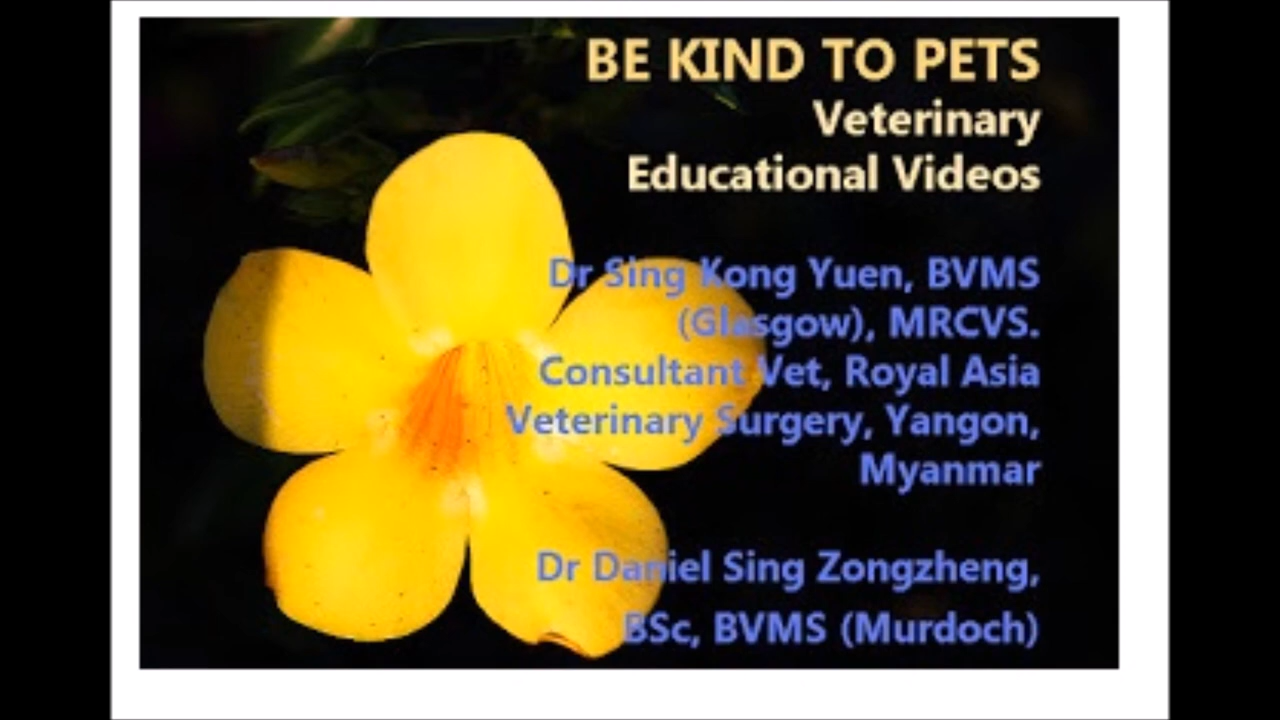 BE KIND TO PETS
Veterinary
Educational Videos
Dr Sing Kong Yuen, BVMS
(Glasgow), MRCVS.
Consultant Vet, Royal Asia
Veterinary Surgery, Yangon,
Myanmar
Dr Daniel Sing Zongzheng,
BSc, BVMS (Murdoch)